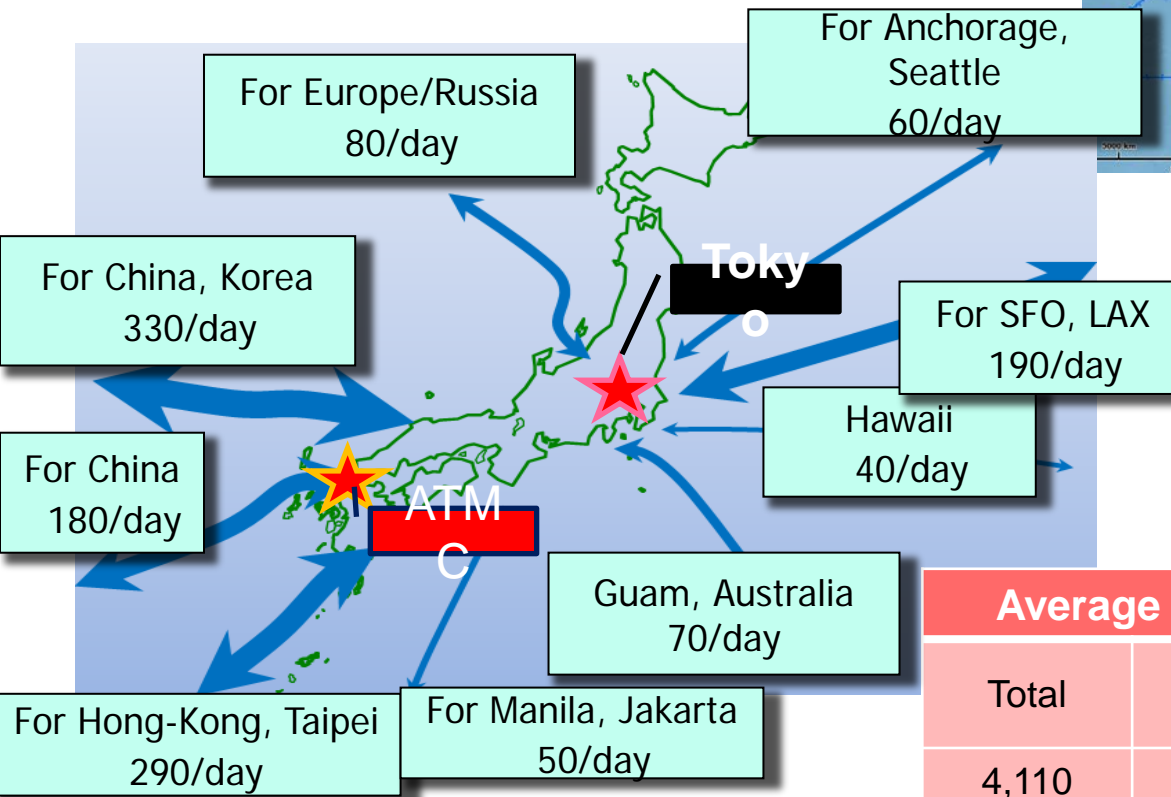 For Anchorage,
Seattle
60/day
For Europe/Russia
80/day
3000 km
For China, Korea
330/day
Toky
o
For SFO, LAX
190/day
Hawaii
40/day
For China
180/day
ATM
C
Guam, Australia
70/day
Average
Total
4,110
For Hong-Kong, Taipei
290/day
For Manila, Jakarta
50/day